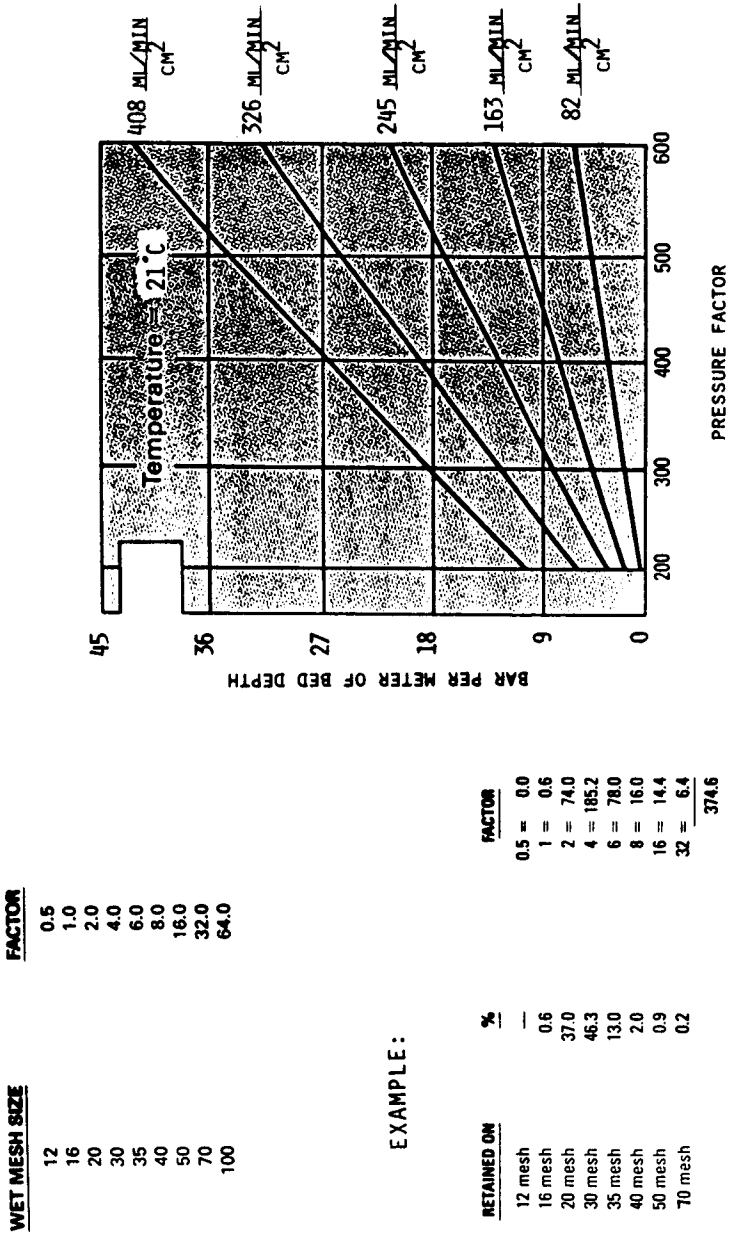 WET MESH SIZE FACTOR
12 0.5
16 1.0
20 2.0
30 4.0
35 6.0
40 8.0
50 16.0
70 32.0
100 64.0
EXAMPLE:
RETAINED ON % FACTOR
12 mesh — 0.5 = 0.0
16 mesh 0.6 1 = 0.6
20 mesh 37.0 2 = 74.0
30 mesh 46.3 4 = 185.2
35 mesh 13.0 6 = 78.0
40 mesh 2.0 8 = 16.0
50 mesh 0.9 16 = 14.4
70 mesh 0.2 32 = 6.4
374.6
BAR PER METER OF BED DEPTH
45
36
27
18
9
0
Temperature = 21°C
408 ML/MIN
CM2
326 ML/MIN
CM2
245 ML/MIN
CM2
163 ML/MIN
CM2
82 ML/MIN
CM2
200 300 400 500 600
PRESSURE FACTOR